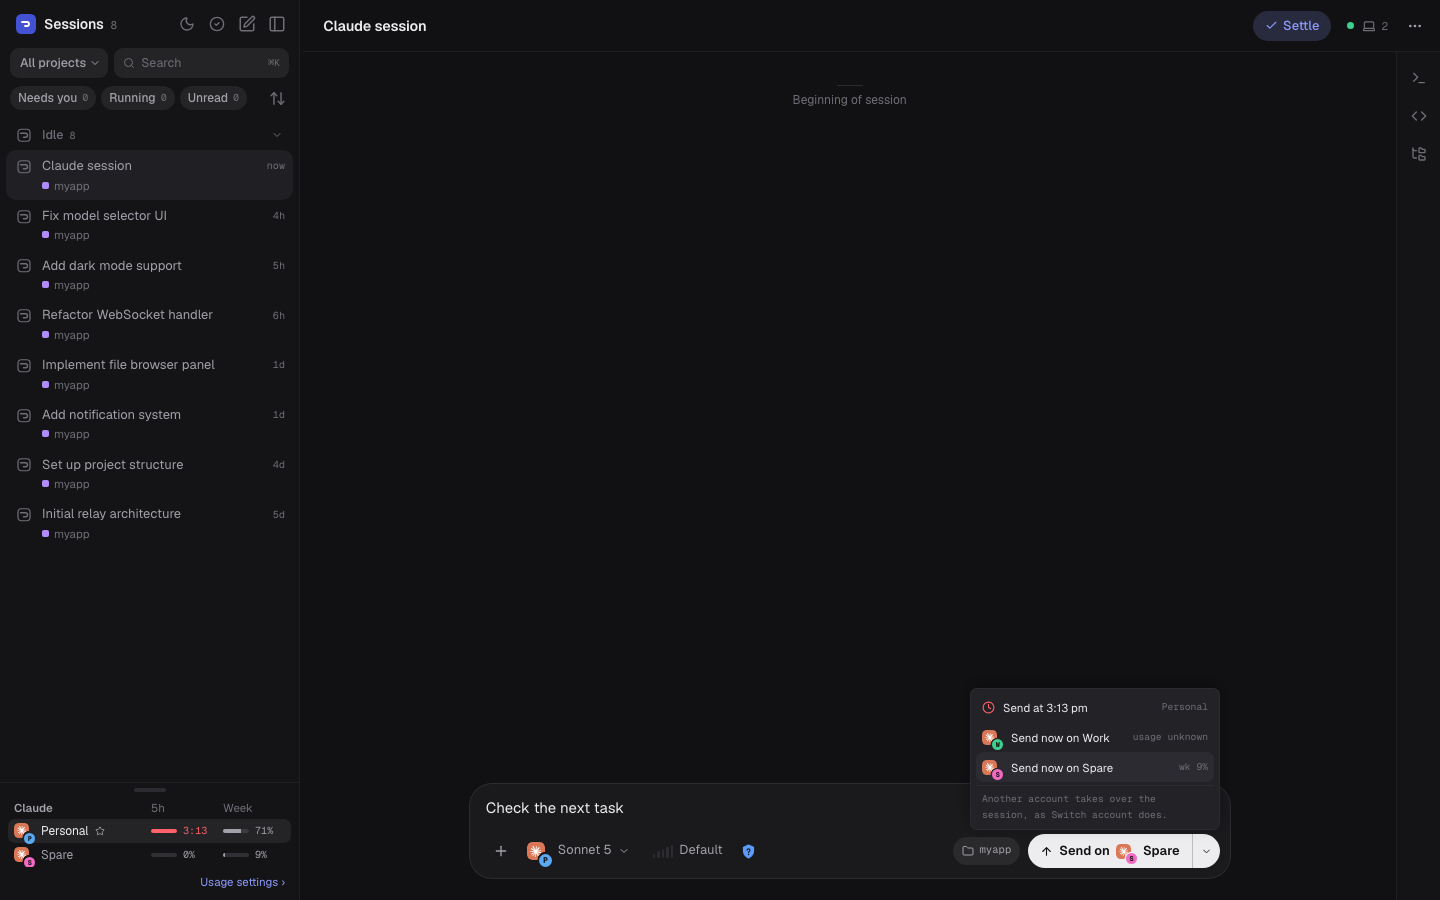 Sessions 8
All projects
Search ⌘K
Needs you 0
Running 0
Unread 0
Idle 8
Claude session now
myapp
Fix model selector UI 4h
myapp
Add dark mode support 5h
myapp
Refactor WebSocket handler 6h
myapp
Implement file browser panel 1d
myapp
Add notification system 1d
myapp
Set up project structure 4d
myapp
Initial relay architecture 5d
myapp
Claude 5h Week
Personal 3:13 71%
P
Spare 0% 9%
S
Usage settings ›
Claude session
Settle
2
Beginning of session
Send at 3:13 pm Personal
Send now on Work usage unknown
W
Send now on Spare wk 9%
S
Another account takes over the
session, as Switch account does.
Check the next task
P
Sonnet 5
Default
?
myapp
Send on S Spare